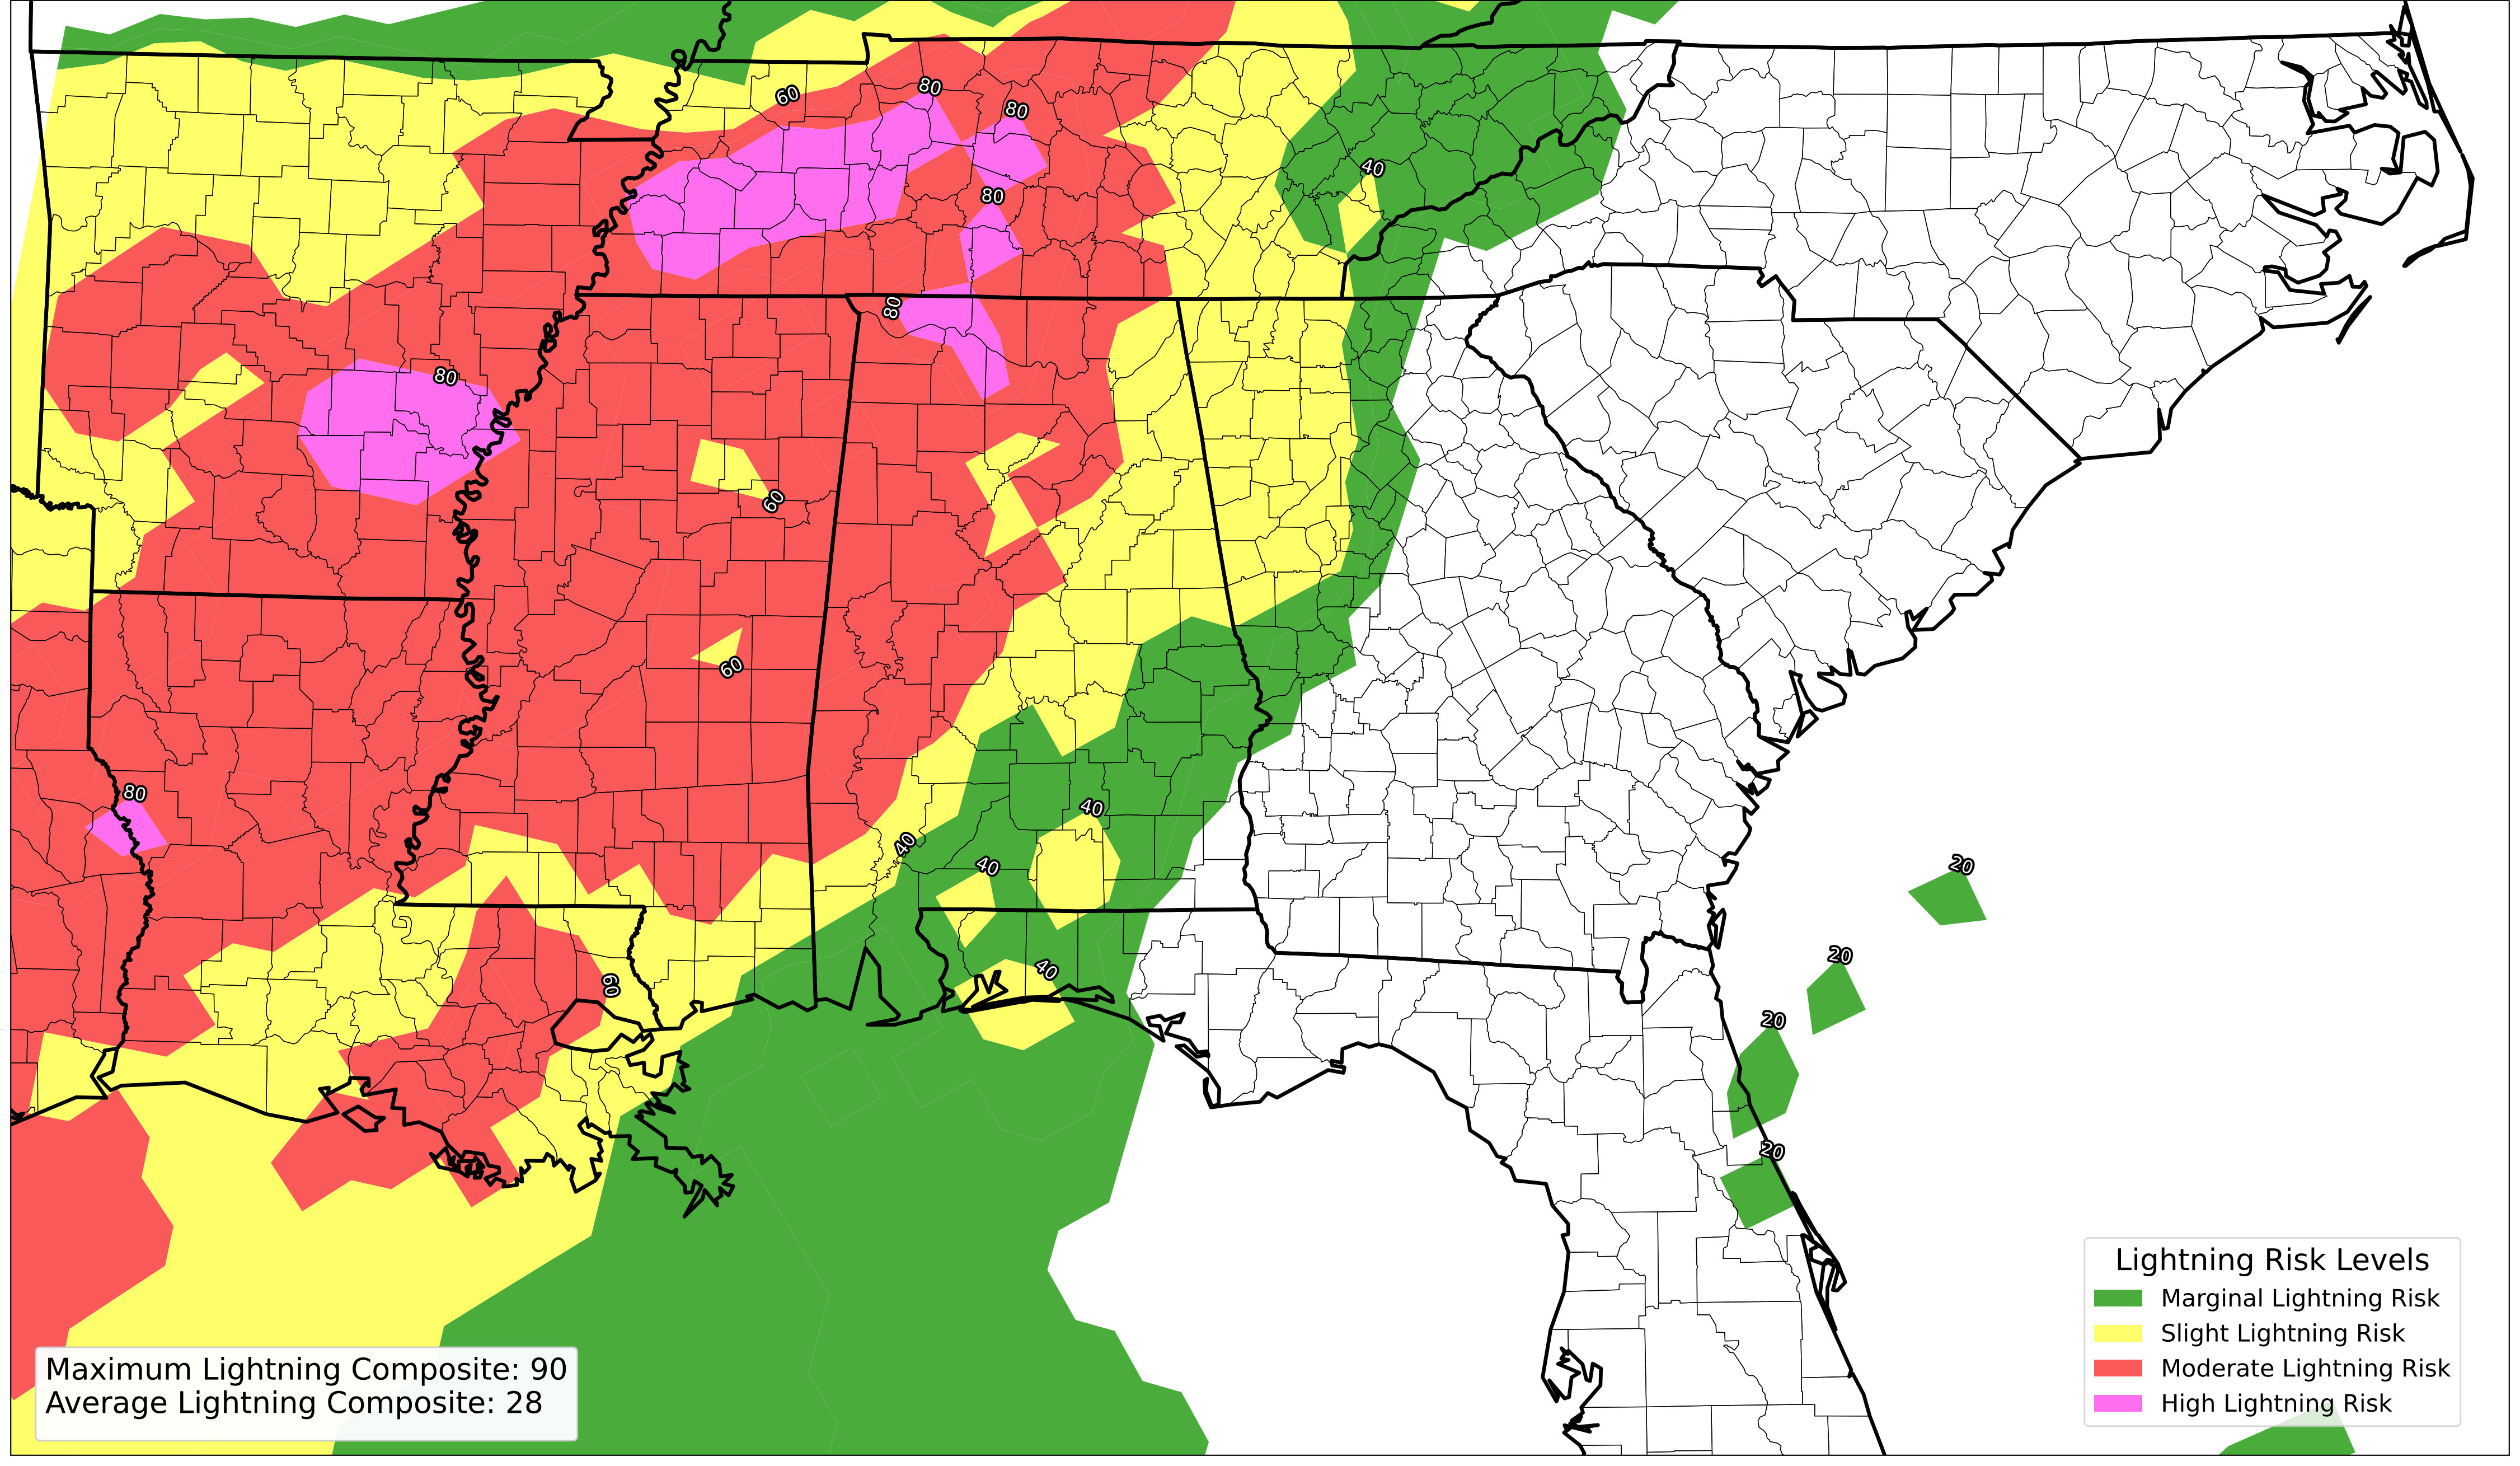 80
60
80
40
80
80
80
60
60
80
40
40
40
20
60
40
20
20
20
Lightning Risk Levels
Marginal Lightning Risk
Slight Lightning Risk
Moderate Lightning Risk
High Lightning Risk
Maximum Lightning Composite: 90
Average Lightning Composite: 28